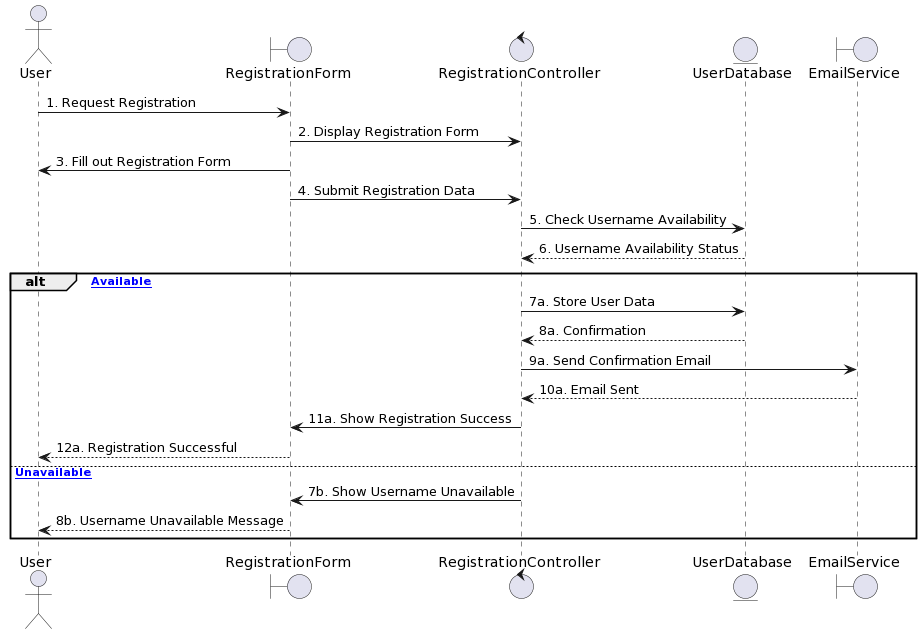 User
RegistrationForm
RegistrationController
UserDatabase
EmailService
1. Request Registration
2. Display Registration Form
3. Fill out Registration Form
4. Submit Registration Data
5. Check Username Availability
6. Username Availability Status
alt
Available
7a. Store User Data
8a. Confirmation
9a. Send Confirmation Email
10a. Email Sent
11a. Show Registration Success
12a. Registration Successful
Unavailable
7b. Show Username Unavailable
8b. Username Unavailable Message
User
RegistrationForm
RegistrationController
UserDatabase
EmailService